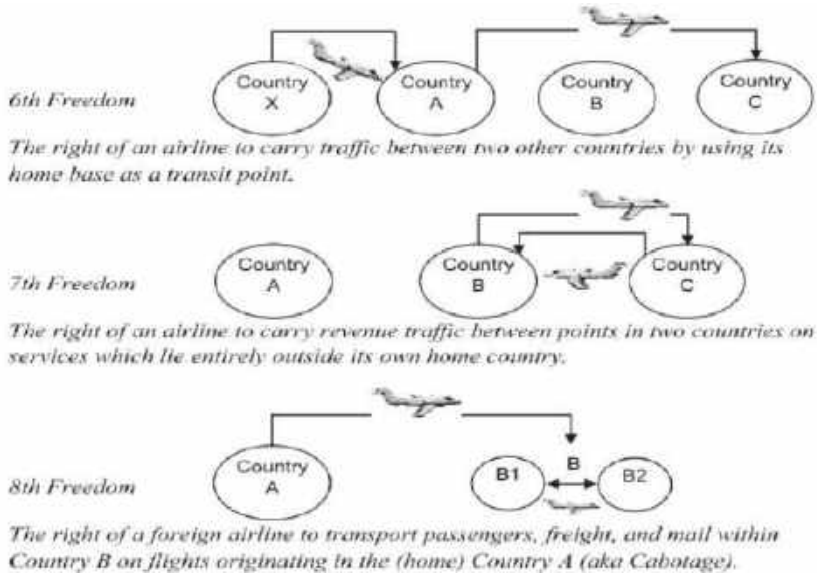 Country X
Country A
Country B
Country C
6th Freedom
The right of an airline to carry traffic between two other countries by using its
home base as a transit point.
Country A
Country B
Country C
7th Freedom
The right of an airline to carry revenue traffic between points in two countries on
services which lie entirely outside its own home country.
Country A
B1
B
B2
8th Freedom
The right of a foreign airline to transport passengers, freight, and mail within
Country B on flights originating in the (home) Country A (aka Cabotage).